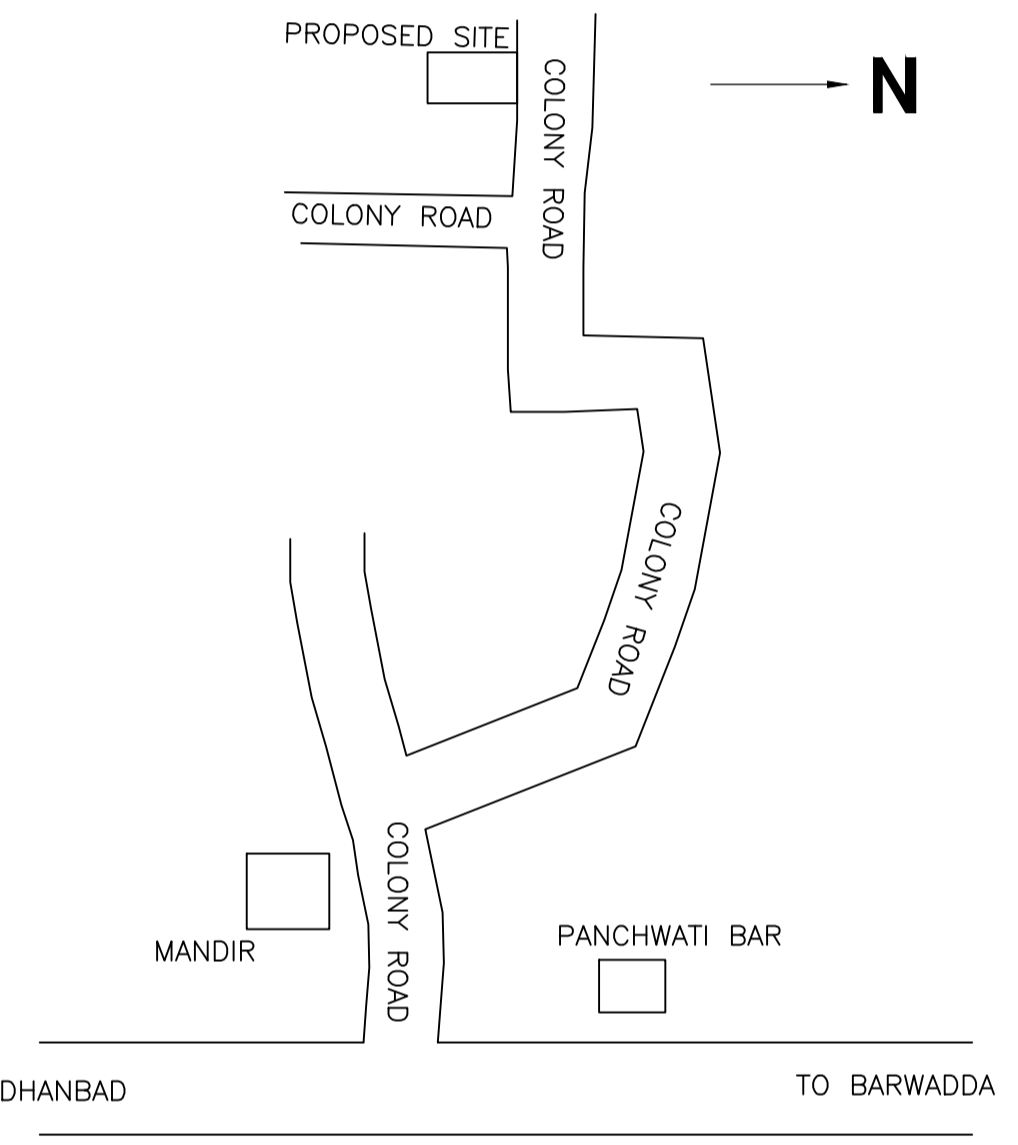 PROPOSED SITE
N
COLONY ROAD
COLONY ROAD
COLONY ROAD
COLONY ROAD
MANDIR
PANCHWATI BAR
DHANBAD
TO BARWADDA